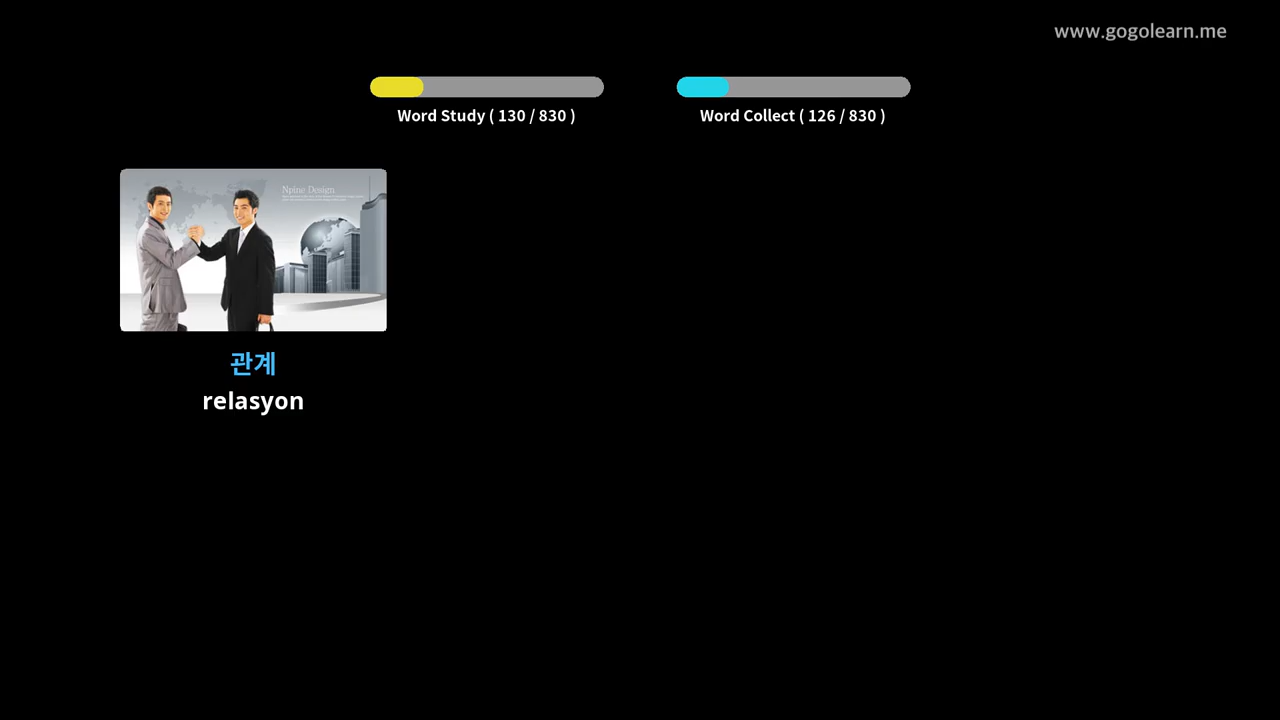 www.gogolearn.me
Word Study ( 130 / 830 )
Word Collect ( 126 / 830 )
Npine Design
관계
relasyon